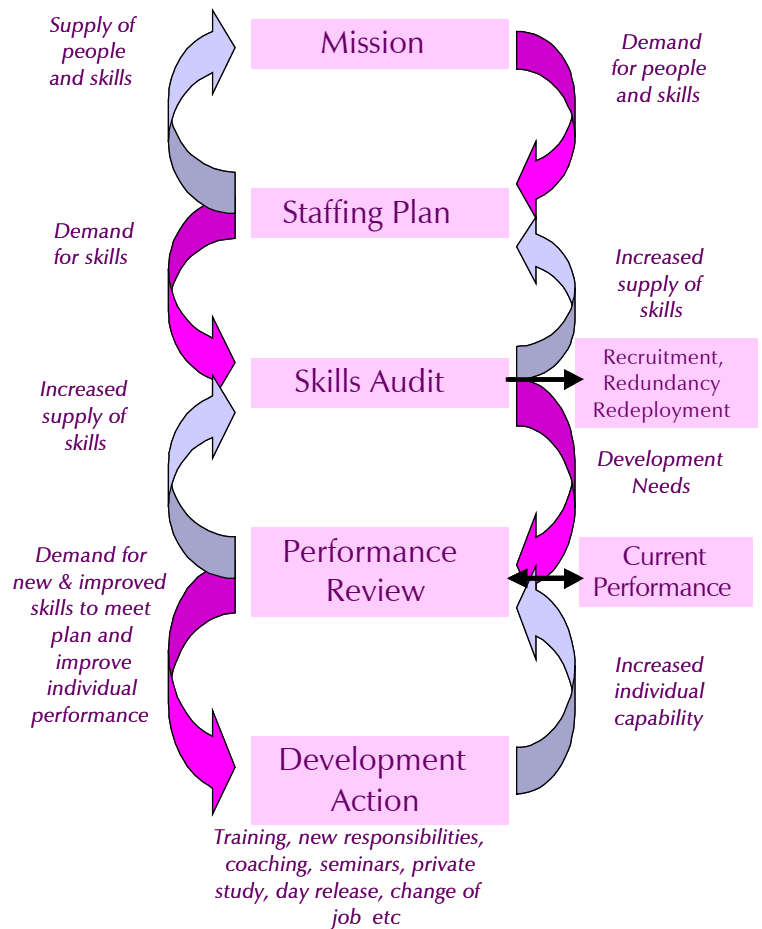 Supply of
people
and skills
Mission
Demand
for people
and skills
Staffing Plan
Demand
for skills
Increased
supply of
skills
Skills Audit
Recruitment,
Redundancy
Redeployment
Increased
supply of
skills
Development
Needs
Performance
Review
Current
Performance
Demand for
new & improved
skills to meet
plan and
improve
individual
performance
Increased
individual
capability
Development
Action
Training, new responsibilities,
coaching, seminars, private
study, day release, change of
job etc